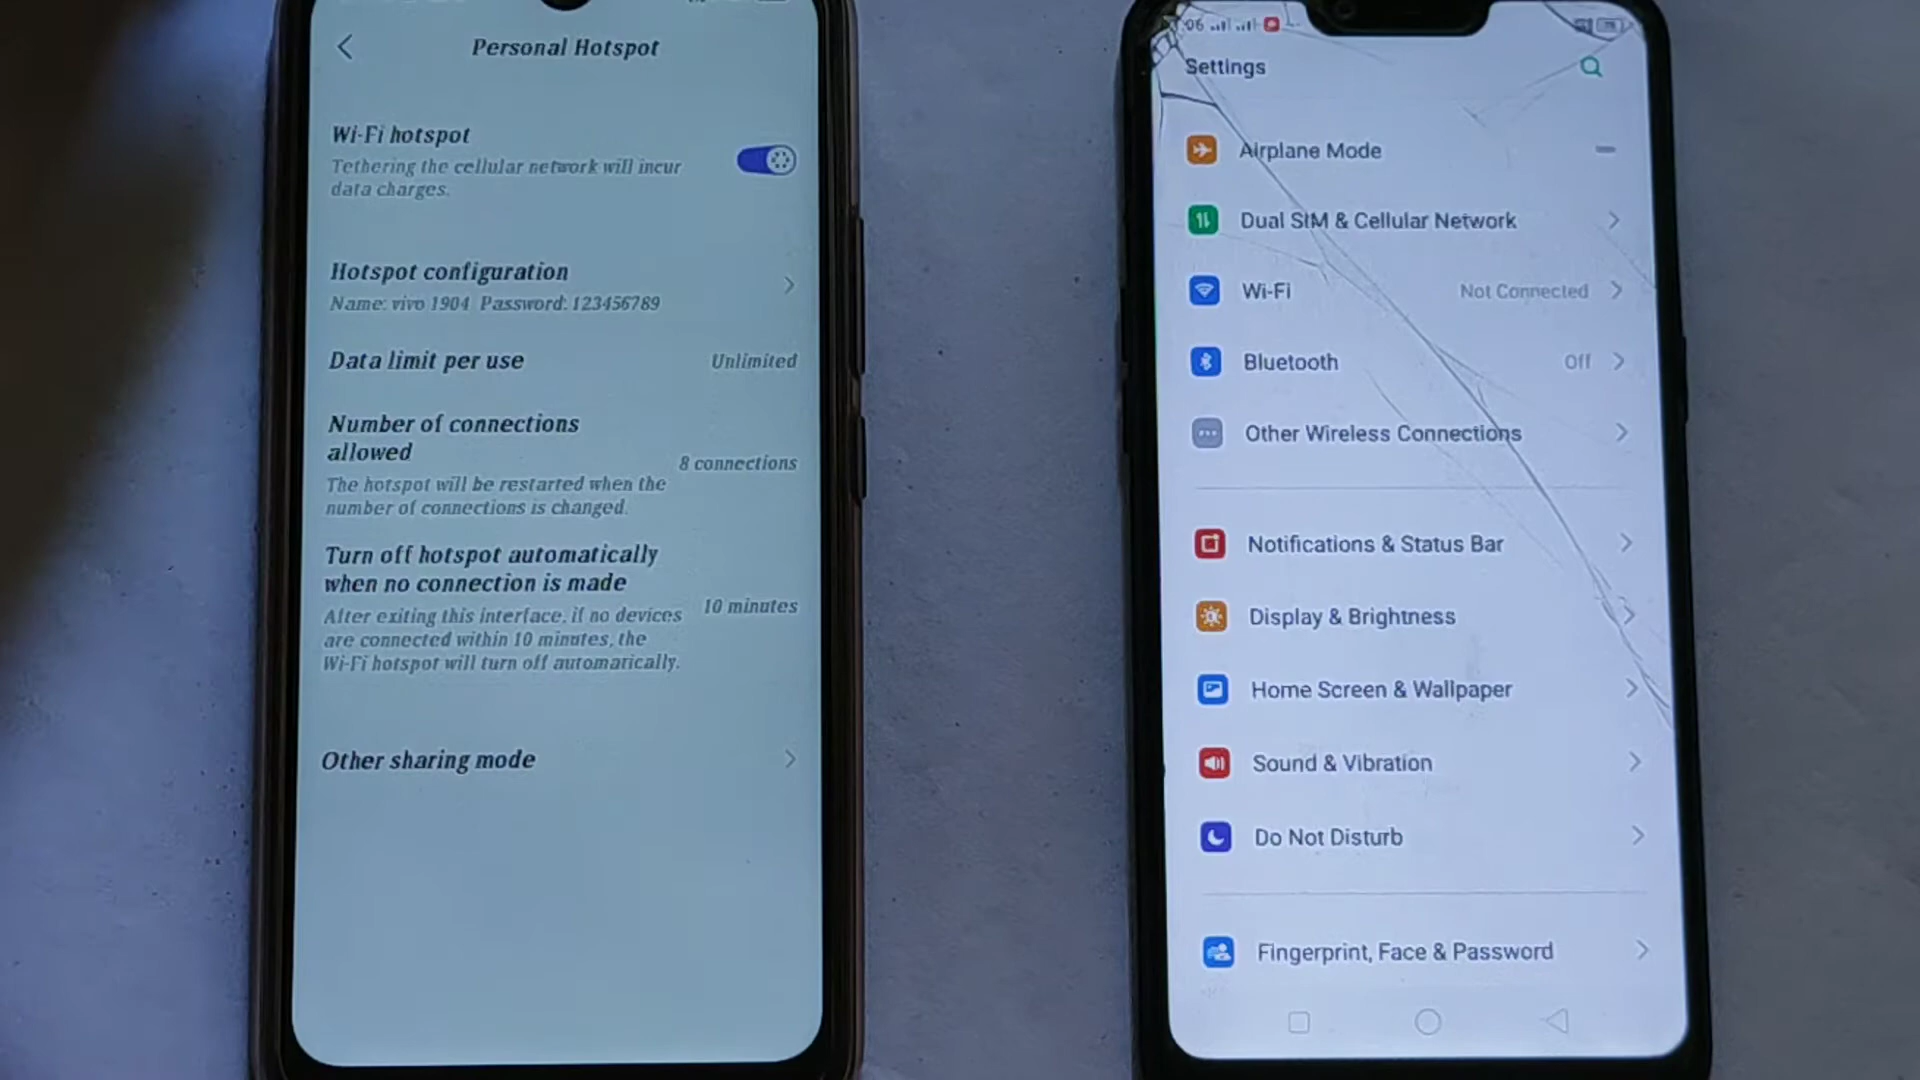 Personal Hotspot
Wi-Fi hotspot
Tethering the cellular network will incur
data charges.
Hotspot configuration
Name: vivo 1904 Password: 123456789
Data limit per use
Unlimited
Number of connections
allowed
8 connections
The hotspot will be restarted when the
number of connections is changed.
Turn off hotspot automatically
when no connection is made
10 minutes
After exiting this interface, if no devices
are connected within 10 minutes, the
Wi-Fi hotspot will turn off automatically.
Other sharing mode
06
Settings
Airplane Mode
Dual SIM & Cellular Network
Wi-Fi
Not Connected
Bluetooth
Off
Other Wireless Connections
Notifications & Status Bar
Display & Brightness
Home Screen & Wallpaper
Sound & Vibration
Do Not Disturb
Fingerprint, Face & Password